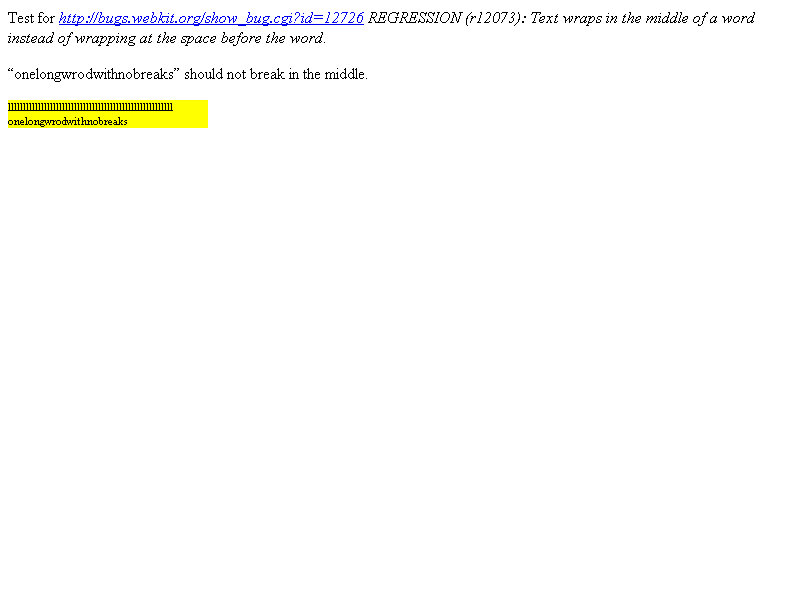 Test for http://bugs.webkit.org/show_bug.cgi?id=12726 REGRESSION (r12073): Text wraps in the middle of a word
instead of wrapping at the space before the word.
“onelongwrodwithnobreaks” should not break in the middle.
lllllllllllllllllllllllllllllllllllllllllllllllllllllll
onelongwrodwithnobreaks